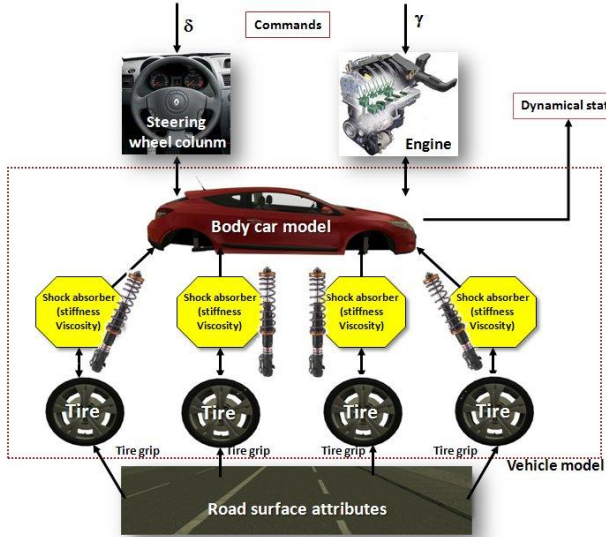 δ
Commands
γ
Steering
wheel colunm
Engine
Dynamical stat
Body car model
Shock absorber
(stiffness
Viscosity)
Shock absorber
(stiffness
Viscosity)
Shock absorber
(stiffness
Viscosity)
Shock absorber
(stiffness
Viscosity)
Tire
Tire
Tire
Tire
Tire grip
Tire grip
Tire grip
Tire grip
Vehicle model
Road surface attributes